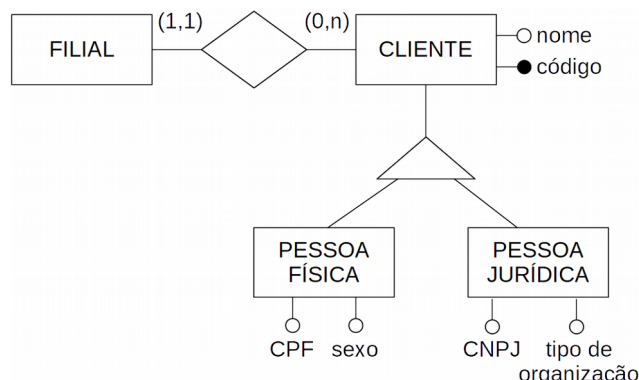 FILIAL
(1,1)
(0,n)
CLIENTE
nome
código
PESSOA
FÍSICA
PESSOA
JURÍDICA
CPF
sexo
CNPJ
tipo de
organização